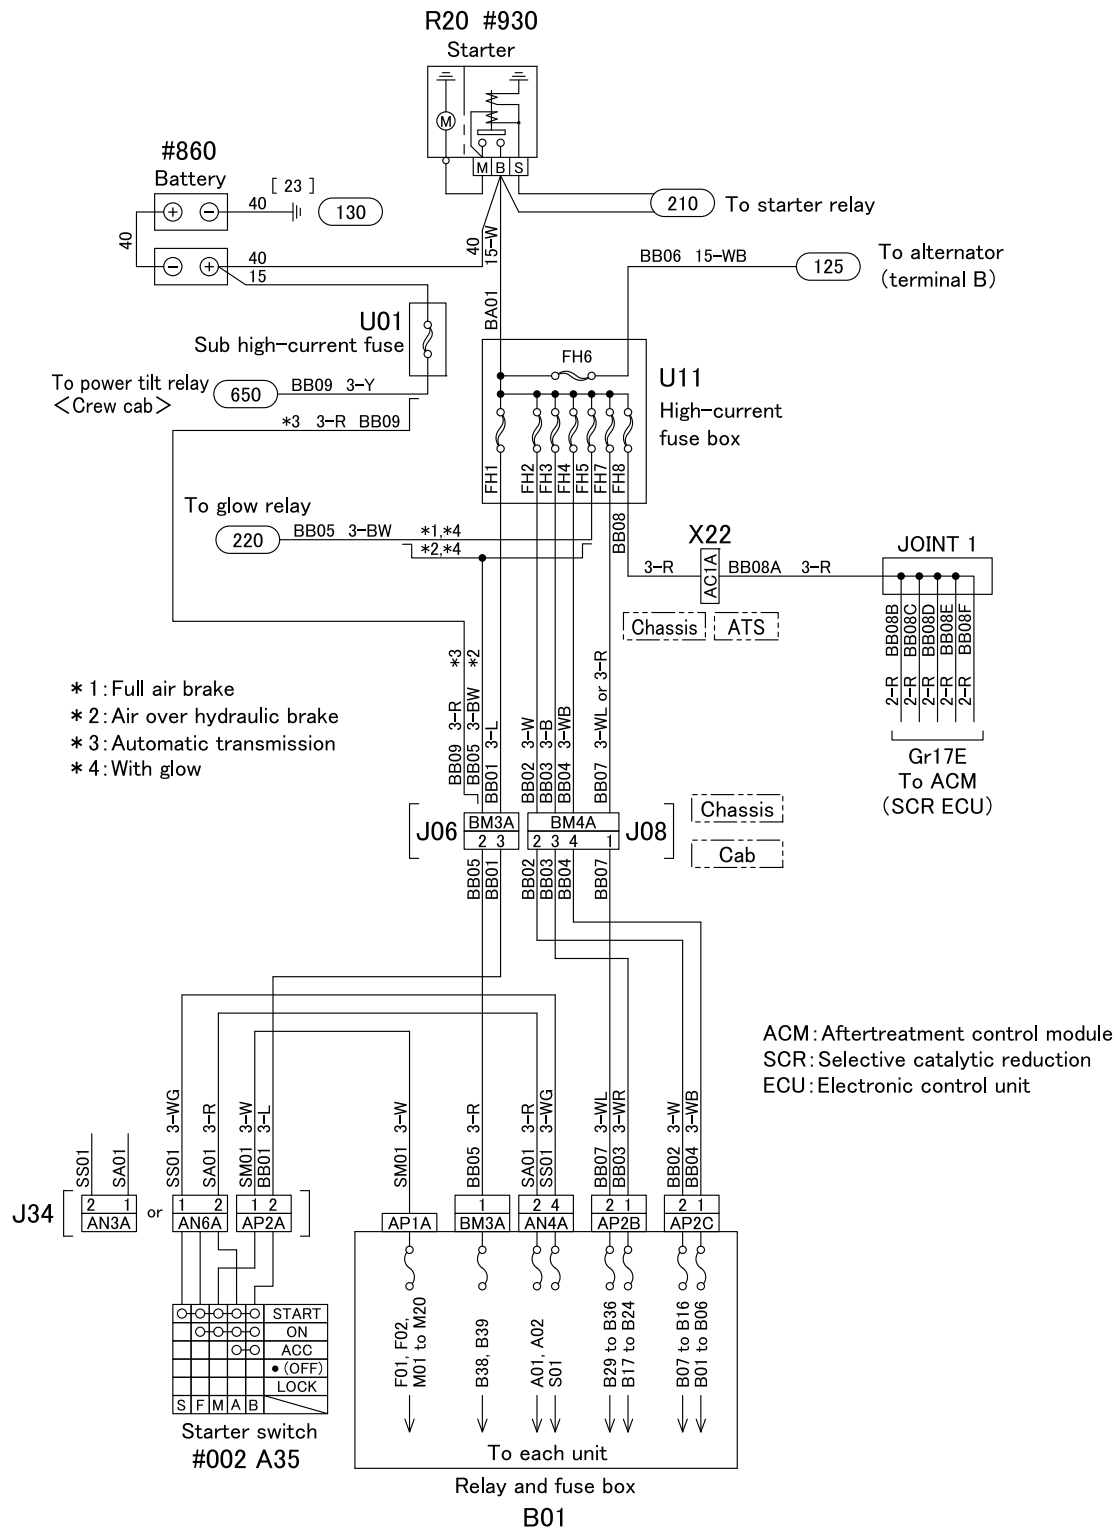 R20 #930
Starter
M
M B S
#860
Battery
[ 23 ]
40
130
+ −
40
− +
40
15
40
15-W
BA01
210
To starter relay
BB06 15-WB
125
To alternator
(terminal B)
U01
Sub high-current fuse
To power tilt relay
<Crew cab>
650
BB09 3-Y
*3 3-R BB09
FH6
U11
High-current
fuse box
FH1
FH2
FH3
FH4
FH5
FH7
FH8
To glow relay
220
BB05 3-BW *1,*4
*2,*4
BB08
3-R
X22
AC1A
BB08A 3-R
JOINT 1
Chassis
ATS
2-R BB08B
2-R BB08C
2-R BB08D
2-R BB08E
2-R BB08F
Gr17E
To ACM
(SCR ECU)
*1:Full air brake
*2:Air over hydraulic brake
*3:Automatic transmission
*4:With glow
BB09 3-R *3
BB05 3-BW *2
BB01 3-L
BB02 3-W
BB03 3-B
BB04 3-WB
BB07 3-WL or 3-R
J06
BM3A
2 3
BM4A
2 3 4 1
J08
Chassis
Cab
BB05
BB01
BB02
BB03
BB04
BB07
ACM:Aftertreatment control module
SCR:Selective catalytic reduction
ECU:Electronic control unit
SS01
SA01
SS01 3-WG
SA01 3-R
SM01 3-W
BB01 3-L
SM01 3-W
BB05 3-R
SA01 3-R
SS01 3-WG
BB07 3-WL
BB03 3-WR
BB02 3-W
BB04 3-WB
J34
2 1
AN3A
or
1 2
AN6A
1 2
AP2A
AP1A
1
BM3A
2 4
AN4A
2 1
AP2B
2 1
AP2C
START
ON
ACC
•(OFF)
LOCK
S F M A B
Starter switch
#002 A35
F01, F02,
M01 to M20
B38, B39
A01, A02
S01
B29 to B36
B17 to B24
B07 to B16
B01 to B06
To each unit
Relay and fuse box
B01